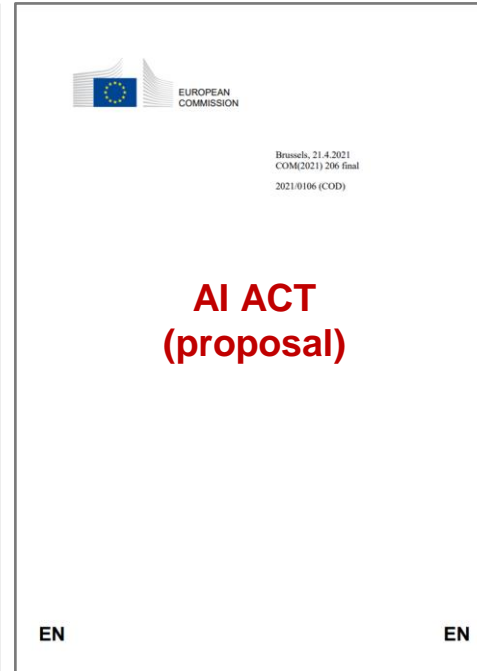 EUROPEAN
COMMISSION
Brussels, 21.4.2021
COM(2021) 206 final
2021/0106 (COD)
AI ACT
(proposal)
EN
EN